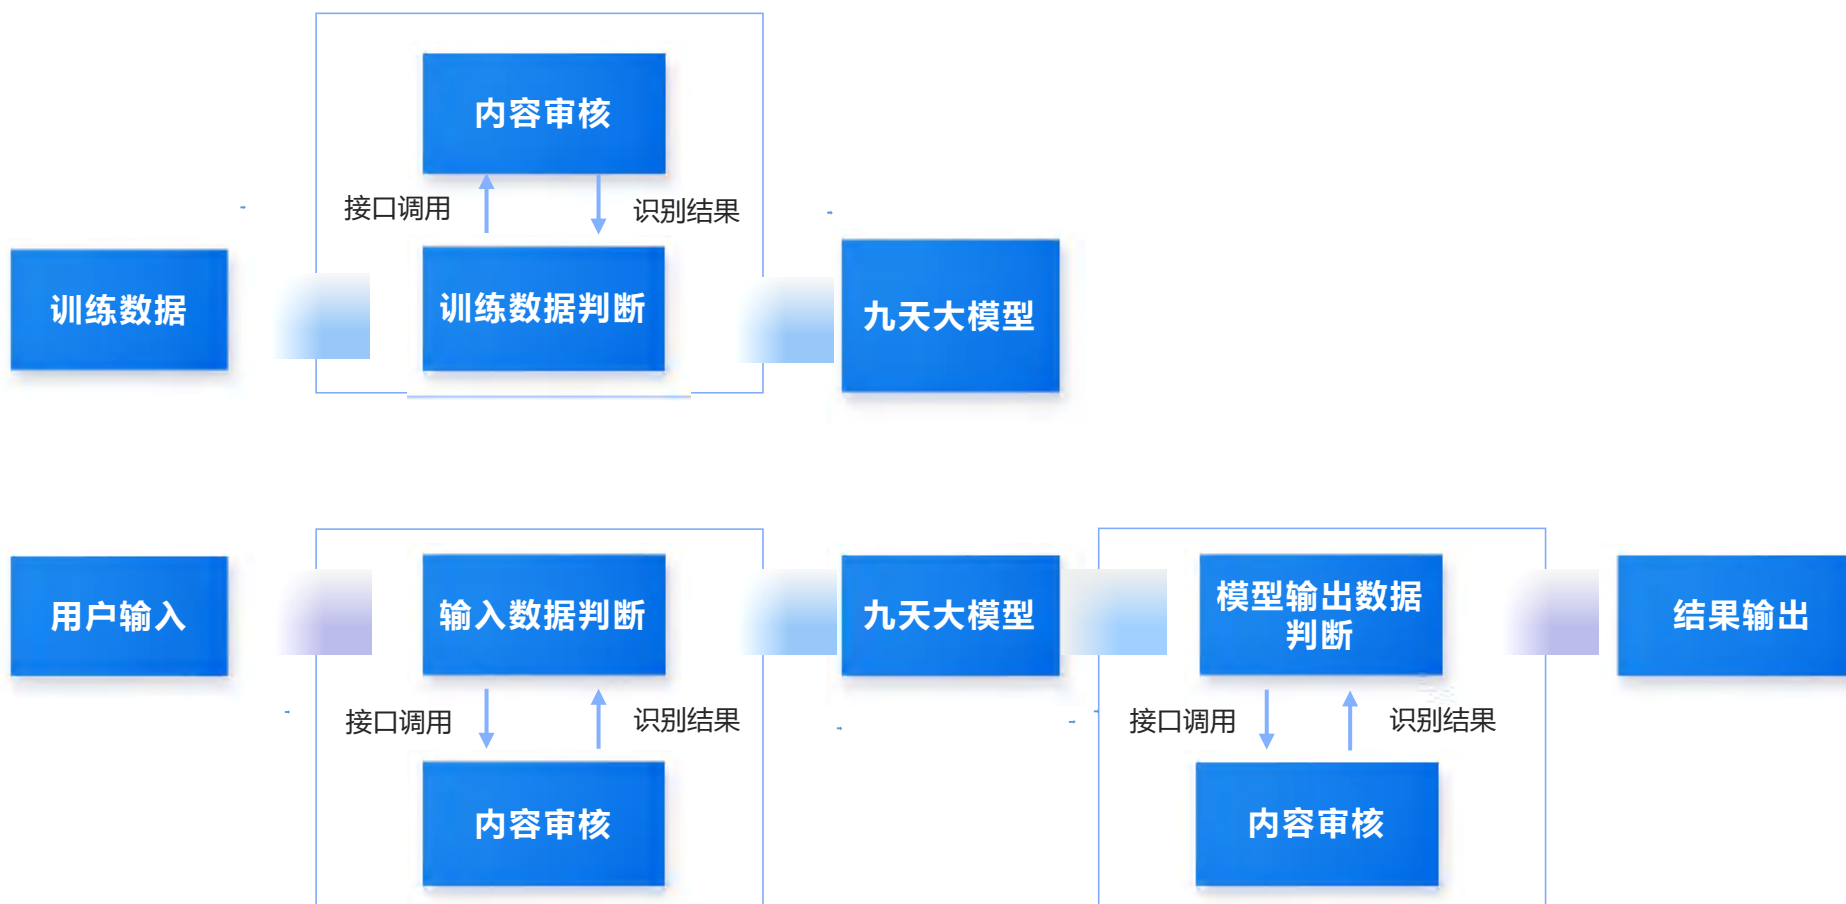 内容审核
接口调用
识别结果
训练数据
训练数据判断
九天大模型
用户输入
输入数据判断
九天大模型
模型输出数据
判断
结果输出
接口调用
识别结果
接口调用
识别结果
内容审核
内容审核